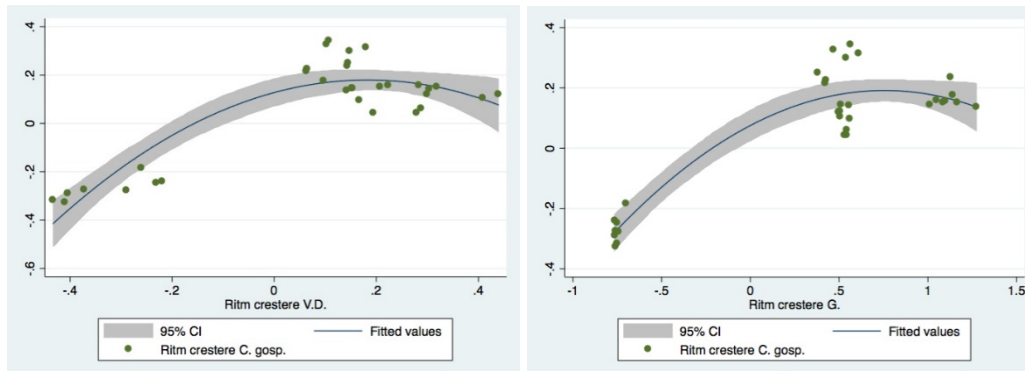 .4
.2
0
-.2
-.4
-.6
-.4
-.2
0
.2
.4
Ritm crestere V.D.
95% CI
Fitted values
Ritm crestere C. gosp.
.4
.2
0
-.2
-.4
-1
-.5
0
.5
1
1.5
Ritm crestere G.
95% CI
Fitted values
Ritm crestere C. gosp.